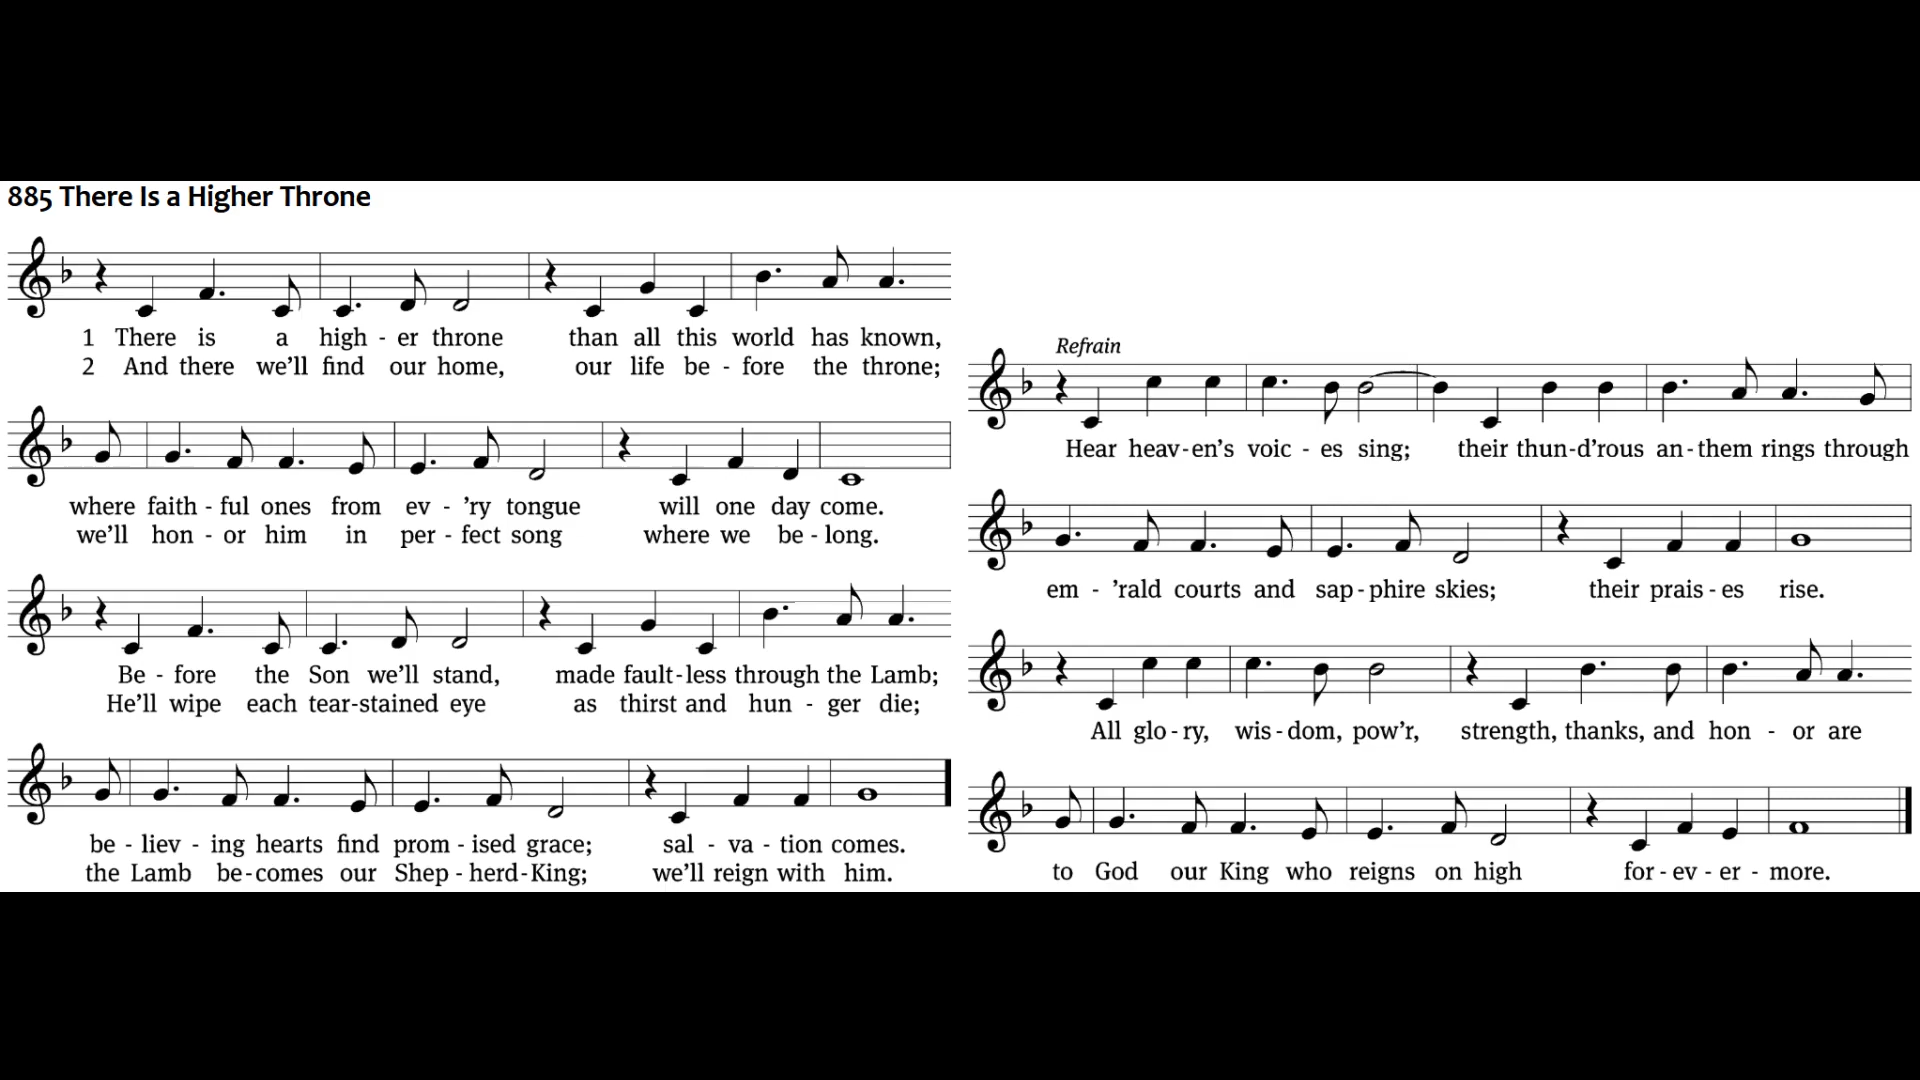 885 There Is a Higher Throne
1 There is a high - er throne than all this world has known,
2 And there we'll find our home, our life be - fore the throne;
where faith - ful ones from ev - 'ry tongue will one day come.
we'll hon - or him in per - fect song where we be - long.
Be - fore the Son we'll stand, made fault - less through the Lamb;
He'll wipe each tear - stained eye as thirst and hun - ger die;
be - liev - ing hearts find prom - ised grace; sal - va - tion comes.
the Lamb be - comes our Shep - herd - King; we'll reign with him.
Refrain
Hear heav - en's voic - es sing; their thun - d'rous an - them rings through
em - 'rald courts and sap - phire skies; their prais - es rise.
All glo - ry, wis - dom, pow'r, strength, thanks, and hon - or are
to God our King who reigns on high for - ev - er - more.